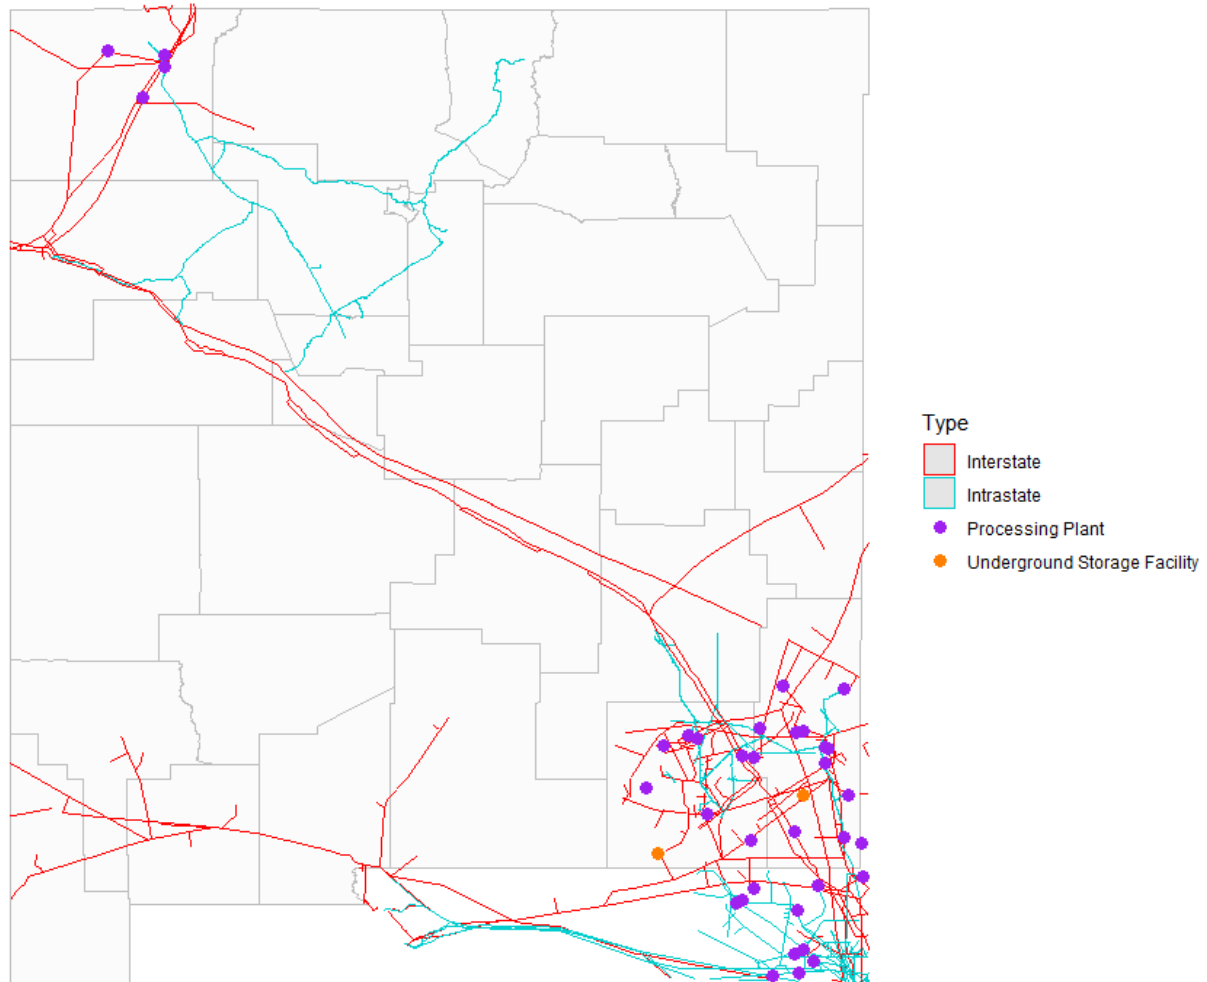 Type
Interstate
Intrastate
Processing Plant
Underground Storage Facility